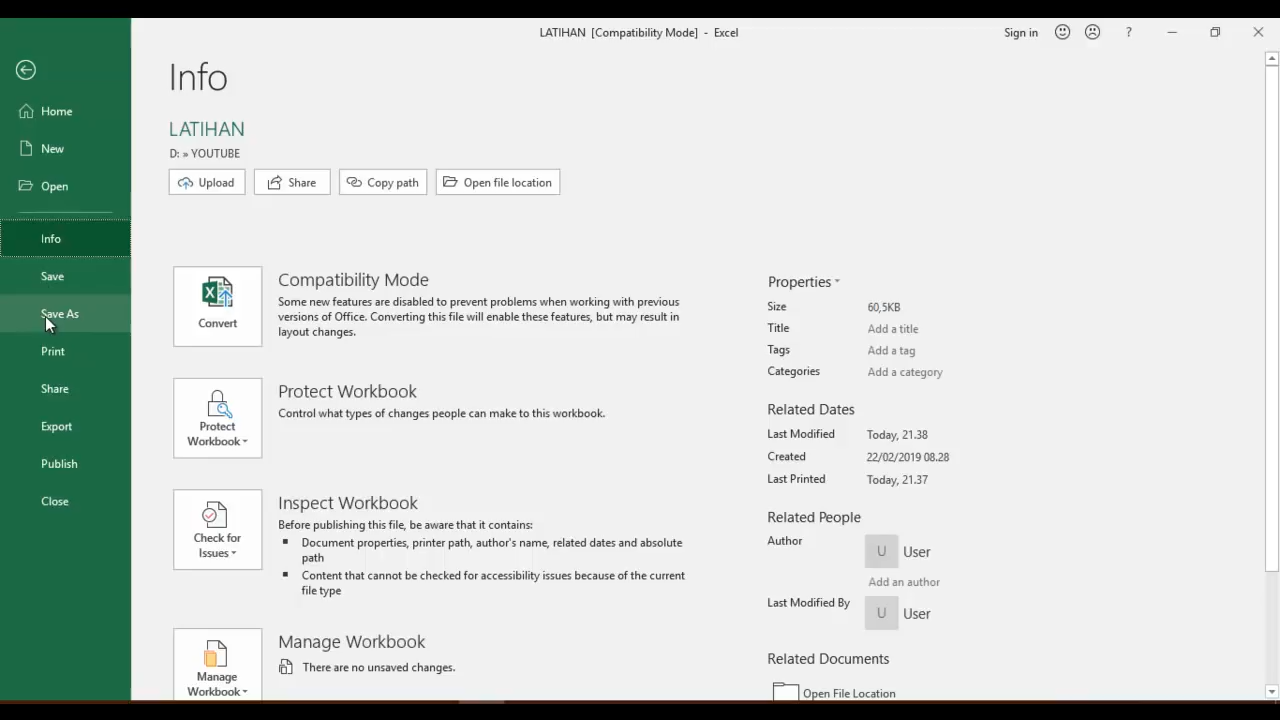 LATIHAN [Compatibility Mode] - Excel
Sign in
?
Home
New
Open
Info
Save
Save As
Print
Share
Export
Publish
Close
Info
LATIHAN
D: » YOUTUBE
Upload
Share
Copy path
Open file location
Convert
Compatibility Mode
Some new features are disabled to prevent problems when working with previous
versions of Office. Converting this file will enable these features, but may result in
layout changes.
Protect
Workbook
Protect Workbook
Control what types of changes people can make to this workbook.
Check for
Issues
Inspect Workbook
Before publishing this file, be aware that it contains:
Document properties, printer path, author's name, related dates and absolute
path
Content that cannot be checked for accessibility issues because of the current
file type
Manage
Workbook
Manage Workbook
There are no unsaved changes.
Properties
Size 60,5KB
Title Add a title
Tags Add a tag
Categories Add a category
Related Dates
Last Modified Today, 21.38
Created 22/02/2019 08.28
Last Printed Today, 21.37
Related People
Author U User
Add an author
Last Modified By U User
Related Documents
Open File Location